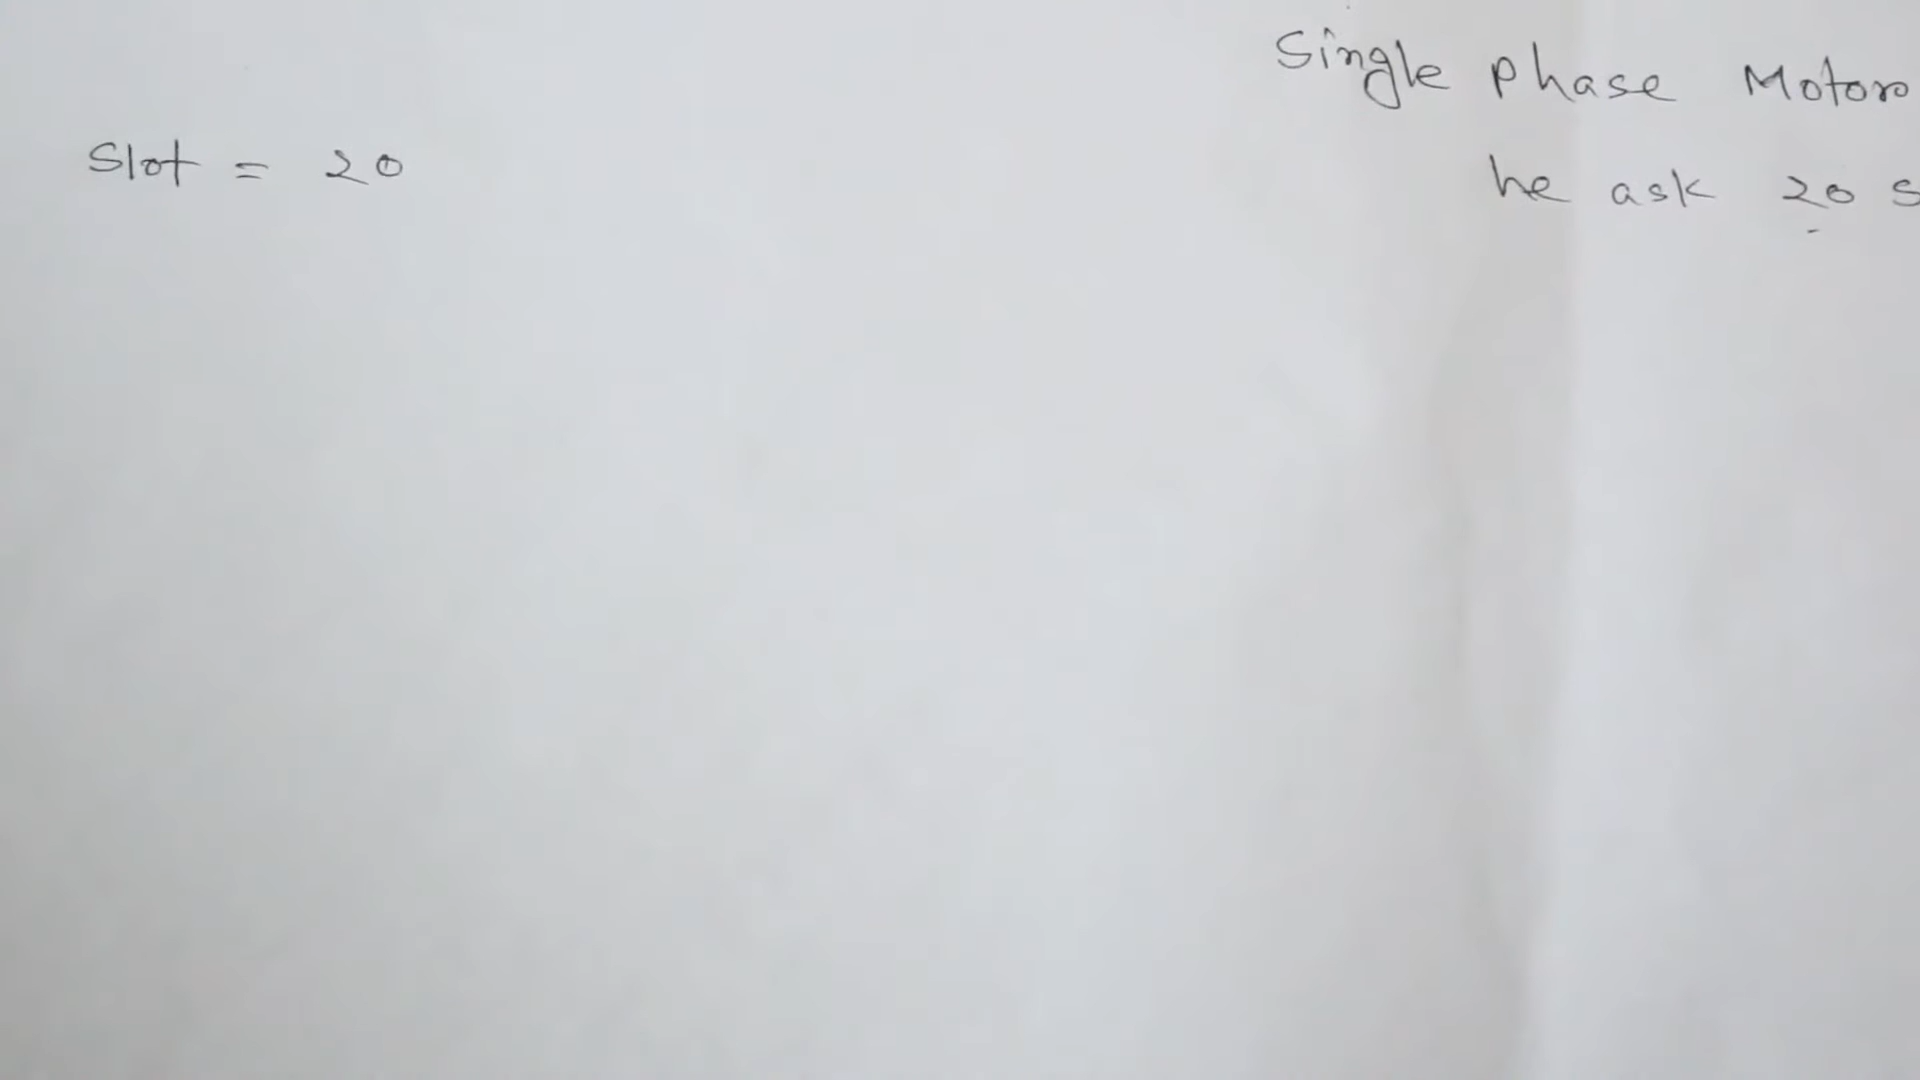 Single phase Motor
Slot = 20
he ask 20 s